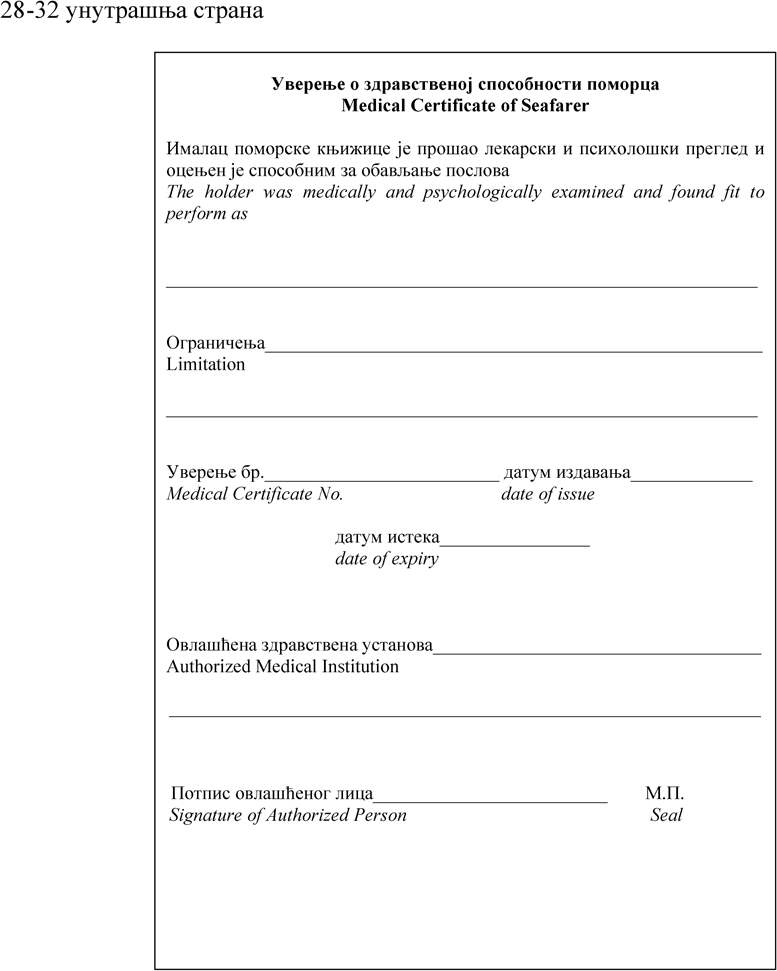 28-32 унутрашња страна
Уверење о здравственој способности поморца
Medical Certificate of Seafarer
Ималац поморске књижице је прошао лекарски и психолошки преглед и
оцењен је способним за обављање послова
The holder was medically and psychologically examined and found fit to
perform as
Ограничења
Limitation
Уверење бр. датум издавања
Medical Certificate No. date of issue
датум истека
date of expiry
Овлашћена здравствена установа
Authorized Medical Institution
Потпис овлашћеног лица М.П.
Signature of Authorized Person Seal